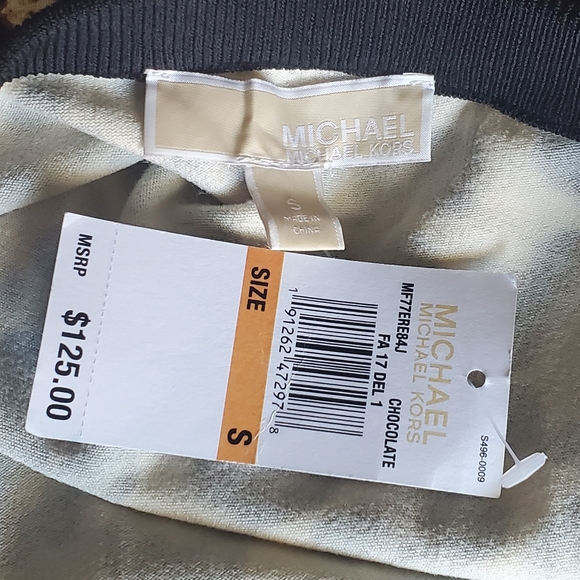 MICHAEL
MICHAEL KORS
S
MADE IN
CHINA
MICHAEL
MICHAEL KORS
MF77ERE84J CHOCOLATE
FA 17 DEL 1
1 91262 47297 8
SIZE S
MSRP $125.00
S496-0009